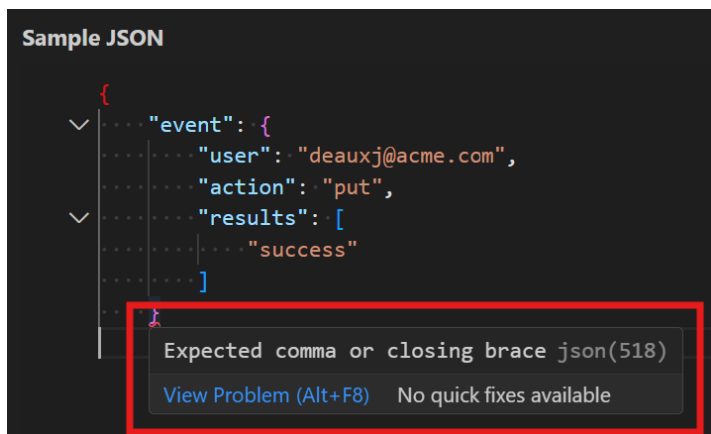 Sample JSON
{
"event": {
"user": "deauxj@acme.com",
"action": "put",
"results": [
"success"
]
}
Expected comma or closing brace json(518)
View Problem (Alt+F8) No quick fixes available